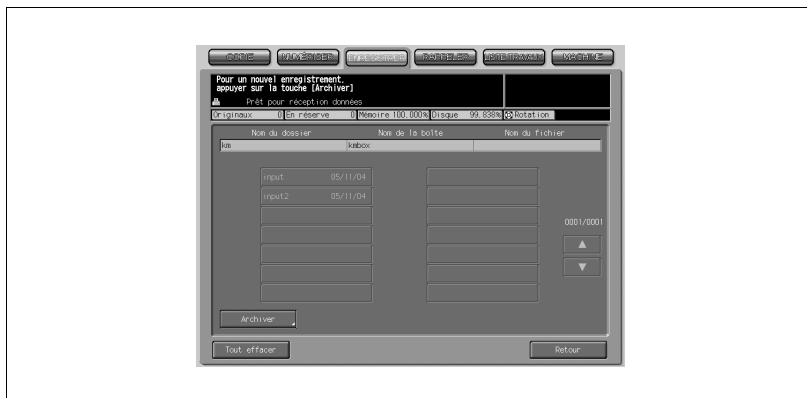 COPIE NUMÉRISER ENREGISTRER RAPPELER LISTE TRAVAUX MACHINE
Pour un nouvel enregistrement,
appuyer sur la touche [Archiver]
Prêt pour réception données
Originaux 0 En réserve 0 Mémoire 100.000% Disque 99.838% Rotation
Nom du dossier Nom de la boîte Nom du fichier
km kmbox
input 05/11/04
input2 05/11/04
0001/0001
Archiver
Tout effacer Retour